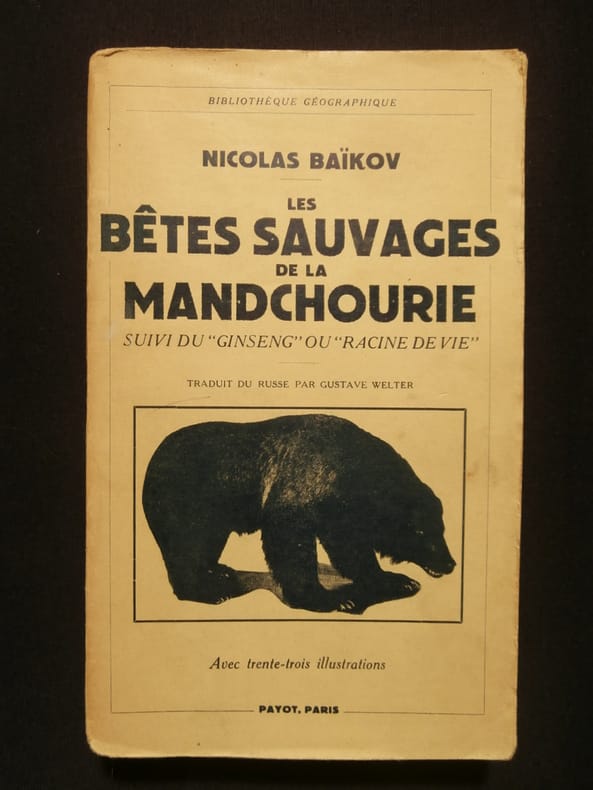 BIBLIOTHÈQUE GÉOGRAPHIQUE
NICOLAS BAÏKOV
LES
BÊTES SAUVAGES
DE LA
MANDCHOURIE
SUIVI DU "GINSENG" OU "RACINE DE VIE"
TRADUIT DU RUSSE PAR GUSTAVE WELTER
Avec trente-trois illustrations
PAYOT, PARIS